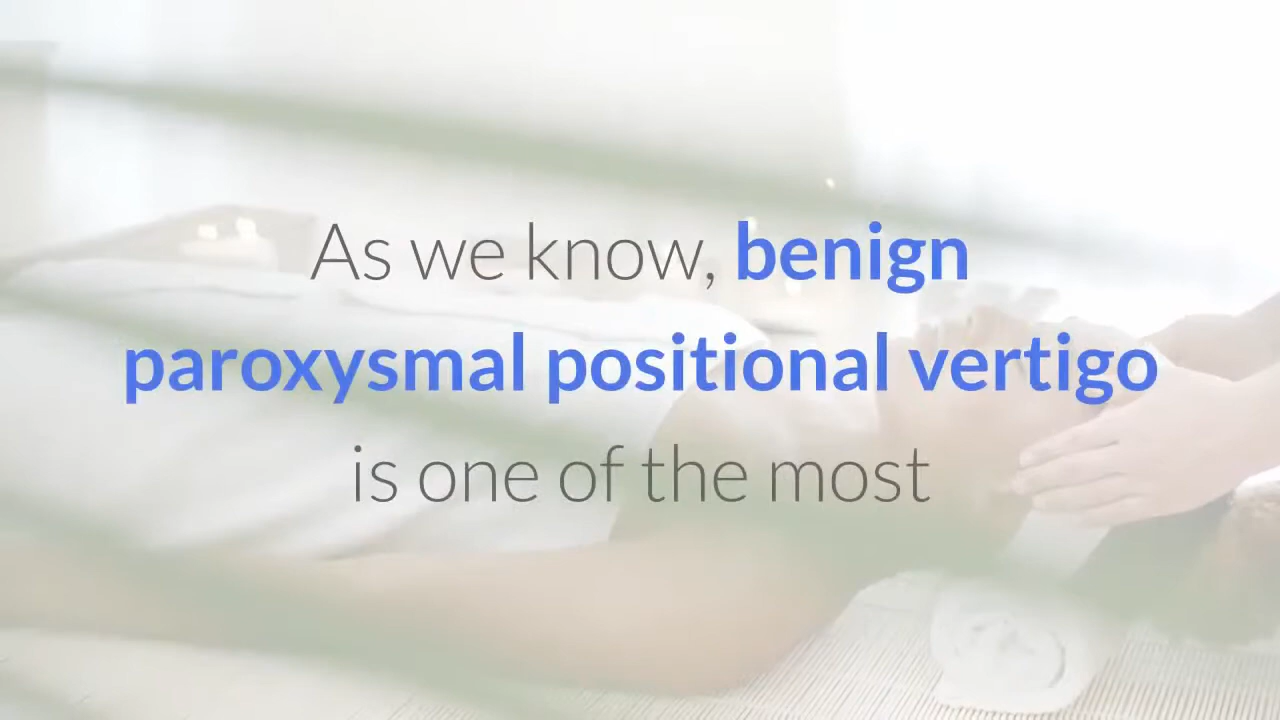 As we know, benign
paroxysmal positional vertigo
is one of the most